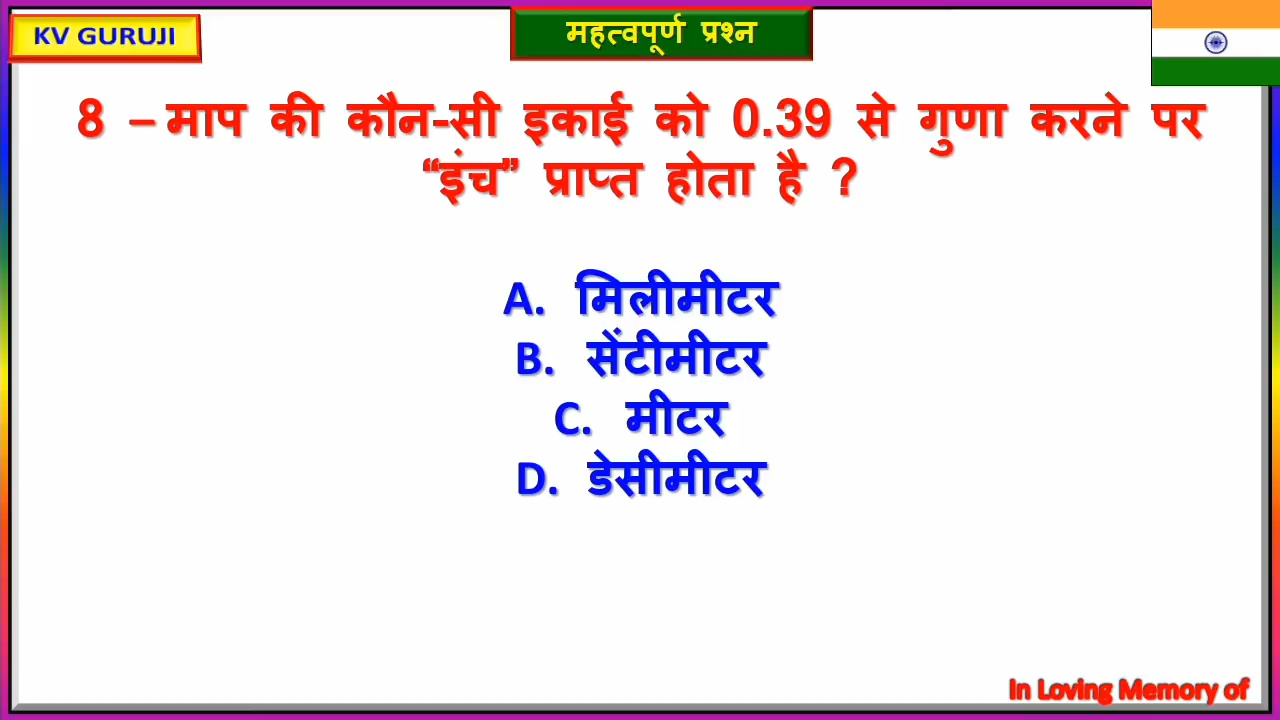 KV GURUJI
महत्वपूर्ण प्रश्न
8 – माप की कौन-सी इकाई को 0.39 से गुणा करने पर
“इंच” प्राप्त होता है ?
A. मिलीमीटर
B. सेंटीमीटर
C. मीटर
D. डेसीमीटर
In Loving Memory of